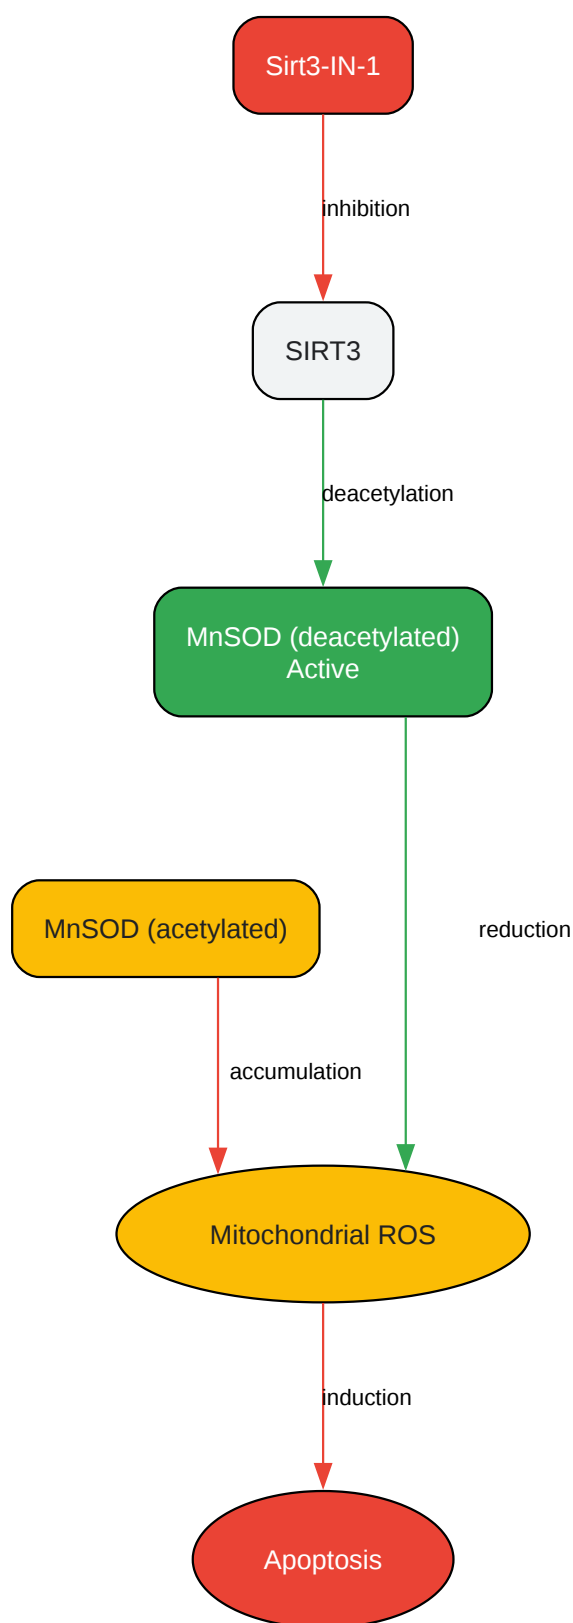 Sirt3-IN-1
inhibition
SIRT3
deacetylation
MnSOD (deacetylated)
Active
MnSOD (acetylated)
reduction
accumulation
Mitochondrial ROS
induction
Apoptosis